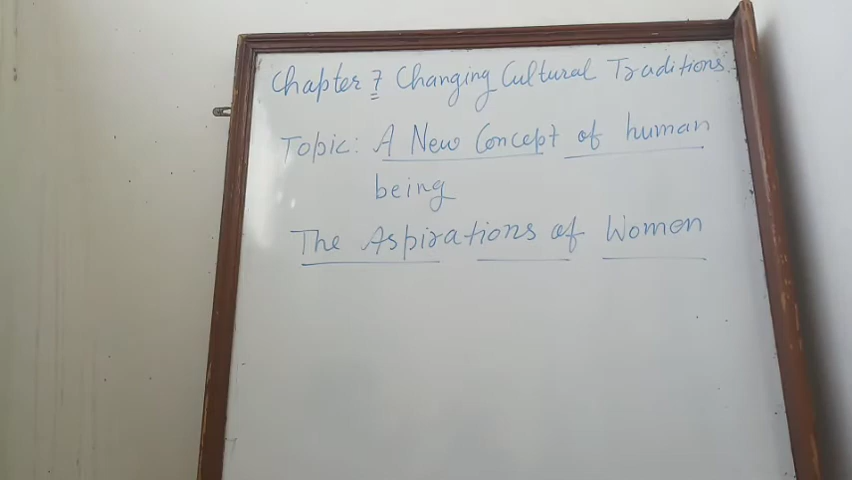 Chapter 7 Changing Cultural Traditions.
Topic: A New Concept of human
being
The Aspirations of Women